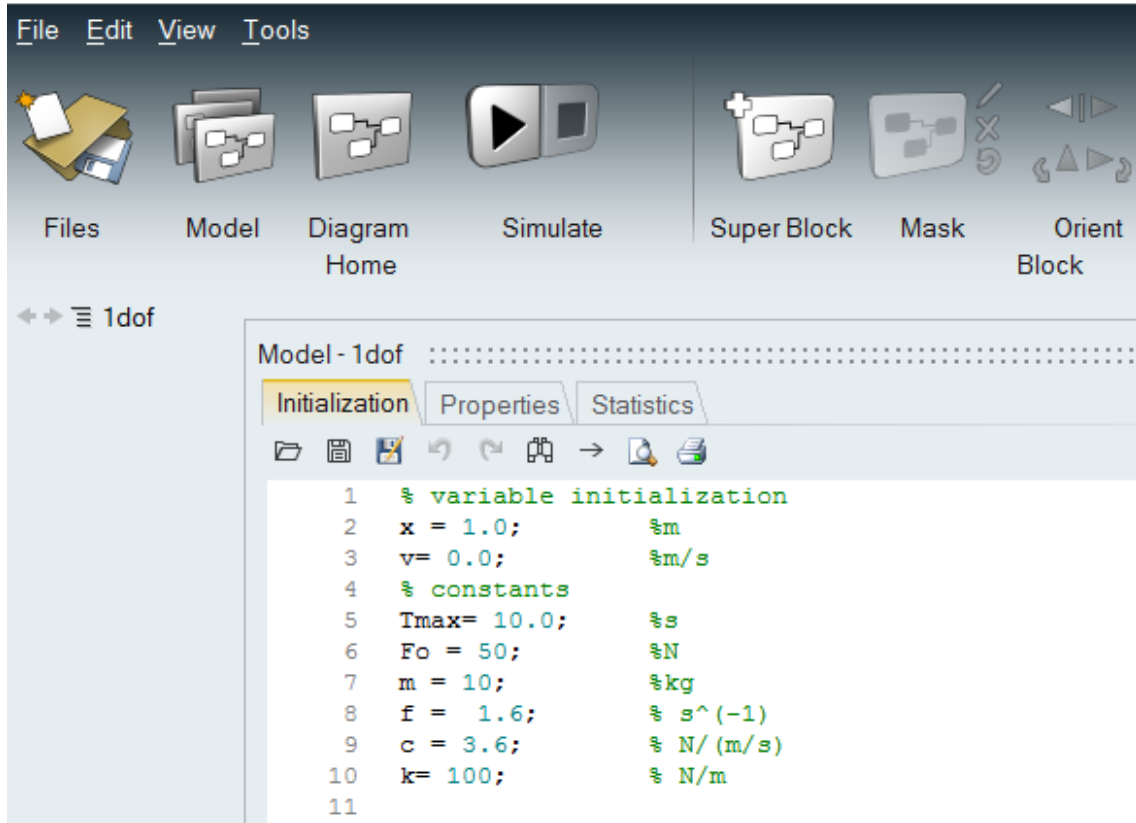 File Edit View Tools
Files Model Diagram Simulate Super Block Mask Orient
Home Block
1dof
Model - 1dof
Initialization Properties Statistics
1 % variable initialization
2 x = 1.0; %m
3 v= 0.0; %m/s
4 % constants
5 Tmax= 10.0; %s
6 Fo = 50; %N
7 m = 10; %kg
8 f = 1.6; % s^(-1)
9 c = 3.6; % N/(m/s)
10 k= 100; % N/m
11